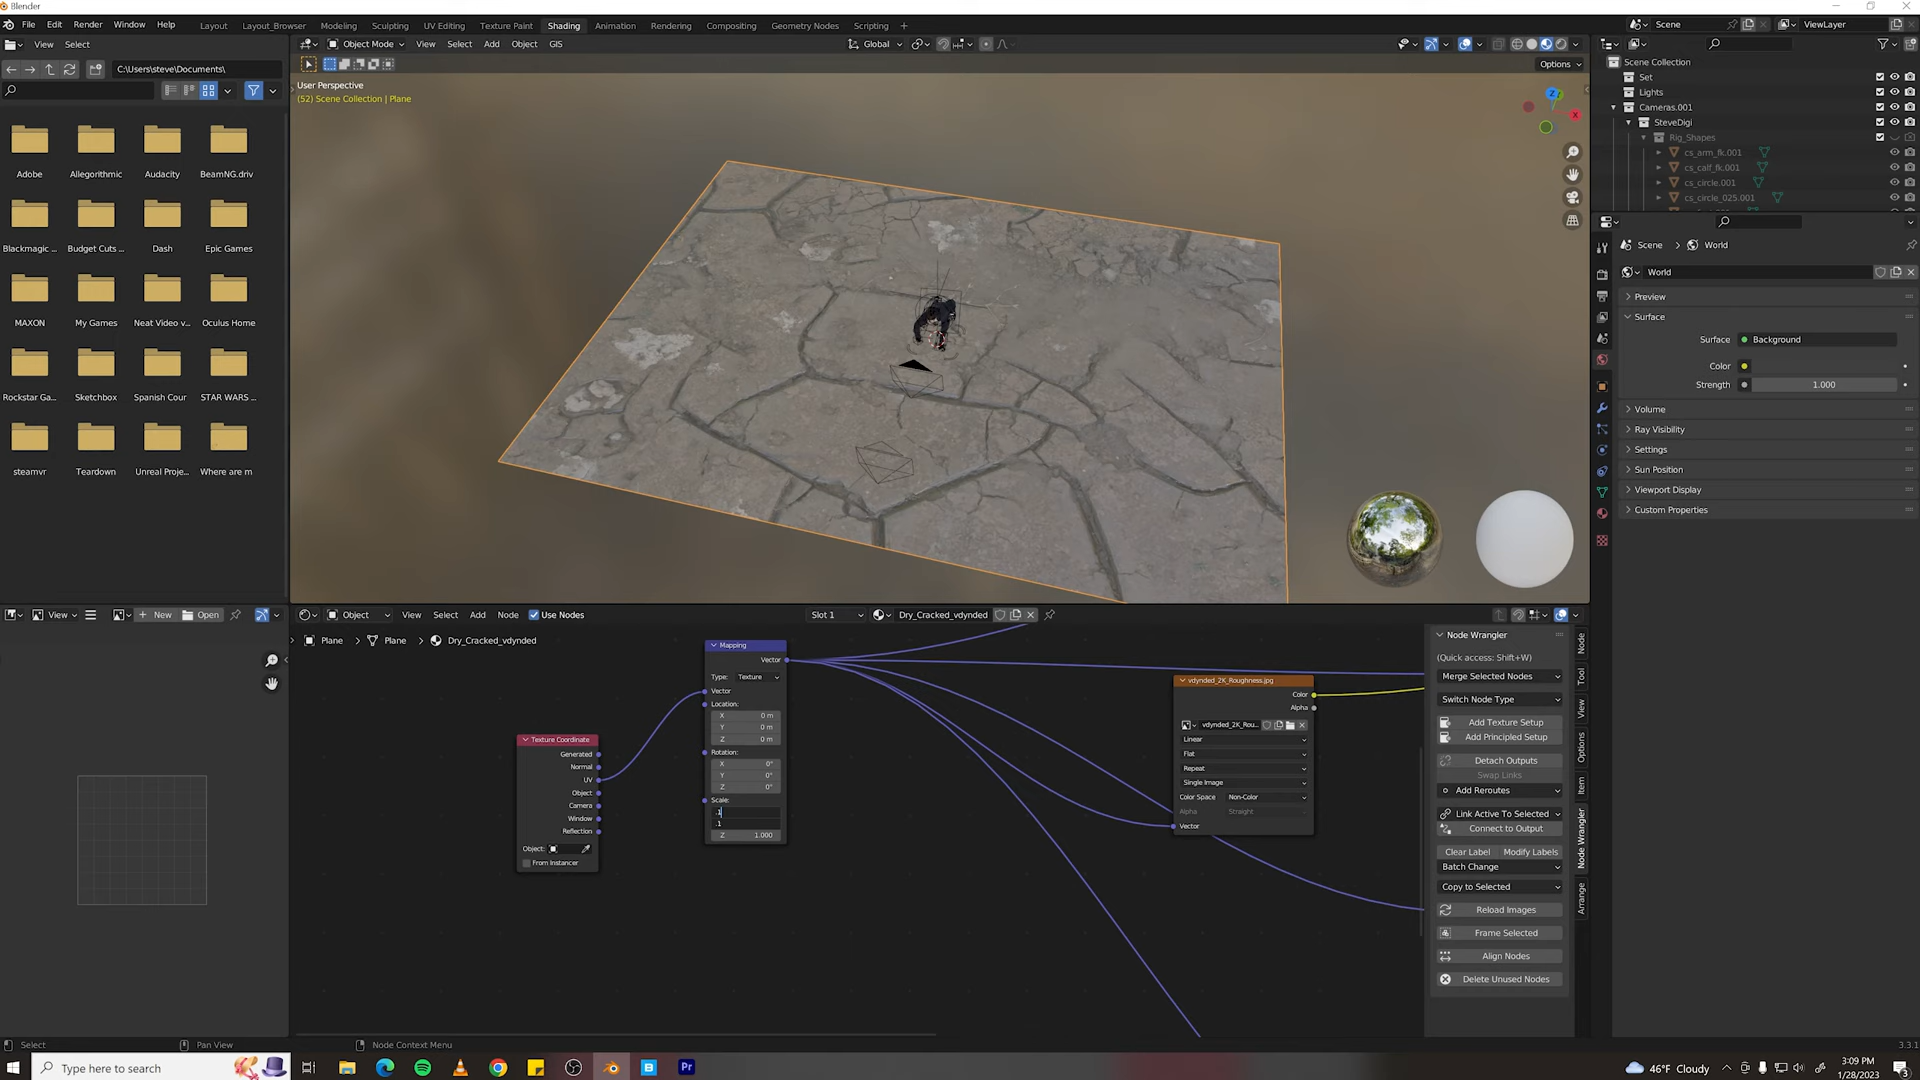 Blender
File Edit Render Window Help
Layout Layout_Browser Modeling Sculpting UV Editing Texture Paint Shading Animation Rendering Compositing Geometry Nodes Scripting +
Scene
ViewLayer
View Select
Object Mode View Select Add Object GIS
Global
Options
C:\Users\steve\Documents\
User Perspective
(52) Scene Collection | Plane
Z
X
Adobe Allegorithmic Audacity BeamNG.driv
Blackmagic ... Budget Cuts ... Dash Epic Games
MAXON My Games Neat Video v... Oculus Home
Rockstar Ga... Sketchbox Spanish Cour STAR WARS ...
steamvr Teardown Unreal Proje... Where are m
Scene Collection
Set
Lights
Cameras.001
SteveDigi
Rig_Shapes
cs_arm_fk.001
cs_calf_fk.001
cs_circle.001
cs_circle_025.001
Scene > World
World
Preview
Surface
Surface Background
Color
Strength 1.000
Volume
Ray Visibility
Settings
Sun Position
Viewport Display
Custom Properties
View + New Open
Object View Select Add Node Use Nodes
Slot 1 Dry_Cracked_vdynded
Plane > Plane > Dry_Cracked_vdynded
Texture Coordinate
Generated
Normal
UV
Object
Camera
Window
Reflection
Object:
From Instancer
Mapping
Vector
Type: Texture
Vector
Location:
X 0 m
Y 0 m
Z 0 m
Rotation:
X 0°
Y 0°
Z 0°
Scale:
.1
.1
Z 1.000
vdynded_2K_Roughness.jpg
Color
Alpha
vdynded_2K_Rou...
Linear
Flat
Repeat
Single Image
Color Space Non-Color
Alpha Straight
Vector
Node Wrangler
(Quick access: Shift+W)
Merge Selected Nodes
Switch Node Type
Add Texture Setup
Add Principled Setup
Detach Outputs
Swap Links
Add Reroutes
Link Active To Selected
Connect to Output
Clear Label Modify Labels
Batch Change
Copy to Selected
Reload Images
Frame Selected
Align Nodes
Delete Unused Nodes
Node
Tool
View
Options
Item
Node Wrangler
Arrange
Select Pan View Node Context Menu
3.3.1
Type here to search
Pr
46°F Cloudy
3:09 PM
1/28/2023
3